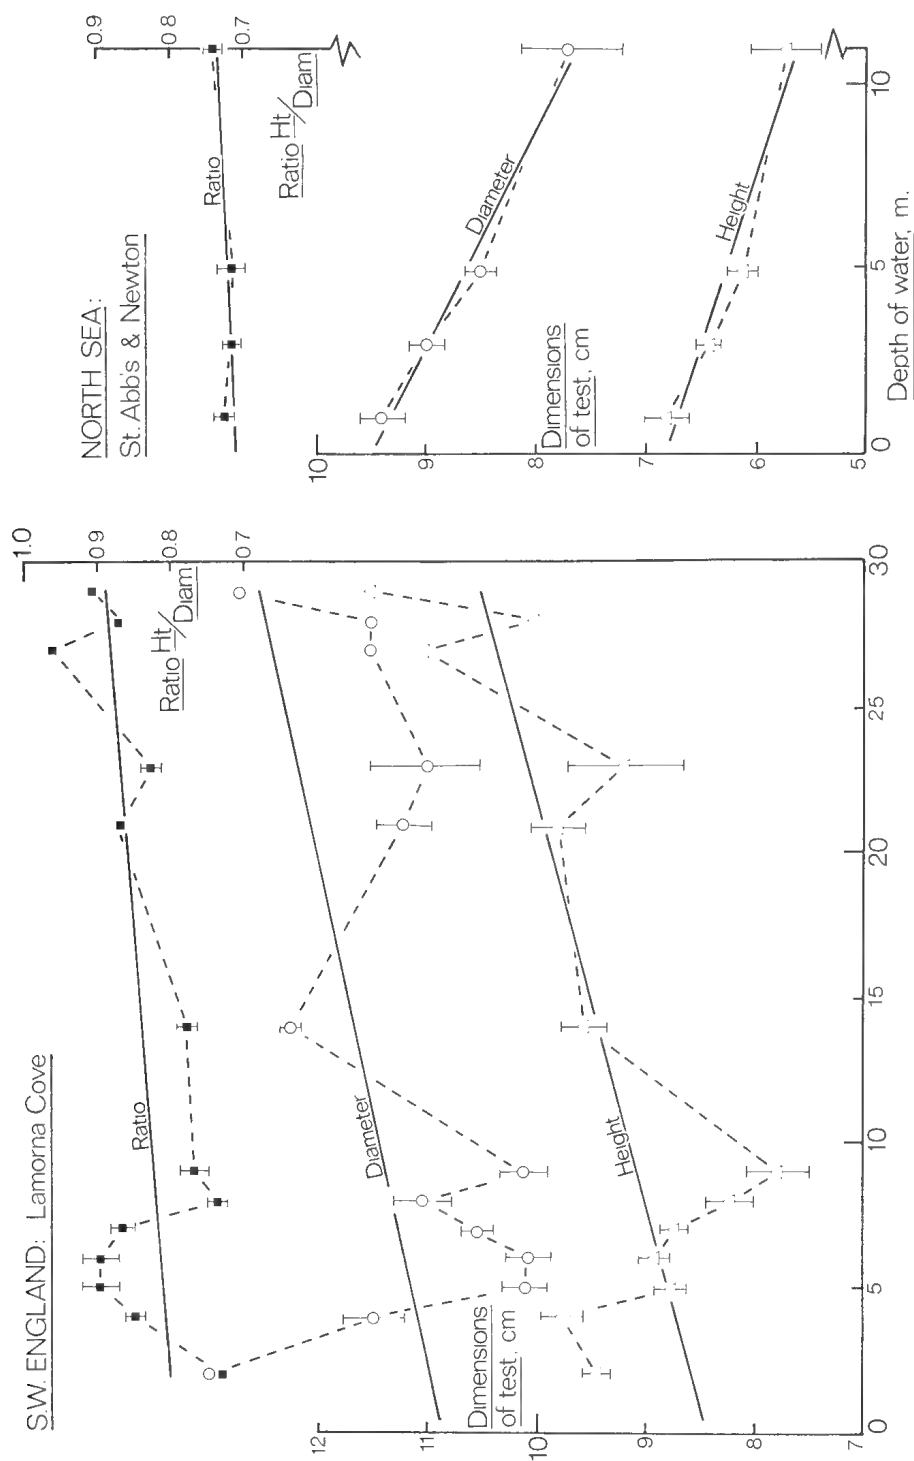 S.W. ENGLAND: Lamorna Cove
1.0
0.9
0.8
0.7
Ratio Ht/Diam
Ratio
Diameter
Height
Dimensions
of test, cm
12
11
10
9
8
7
0
5
10
15
20
25
30
NORTH SEA:
St. Abbs & Newton
0.9
0.8
0.7
Ratio Ht/Diam
Ratio
Diameter
Height
Dimensions
of test, cm
10
9
8
7
6
5
0
5
10
Depth of water, m.